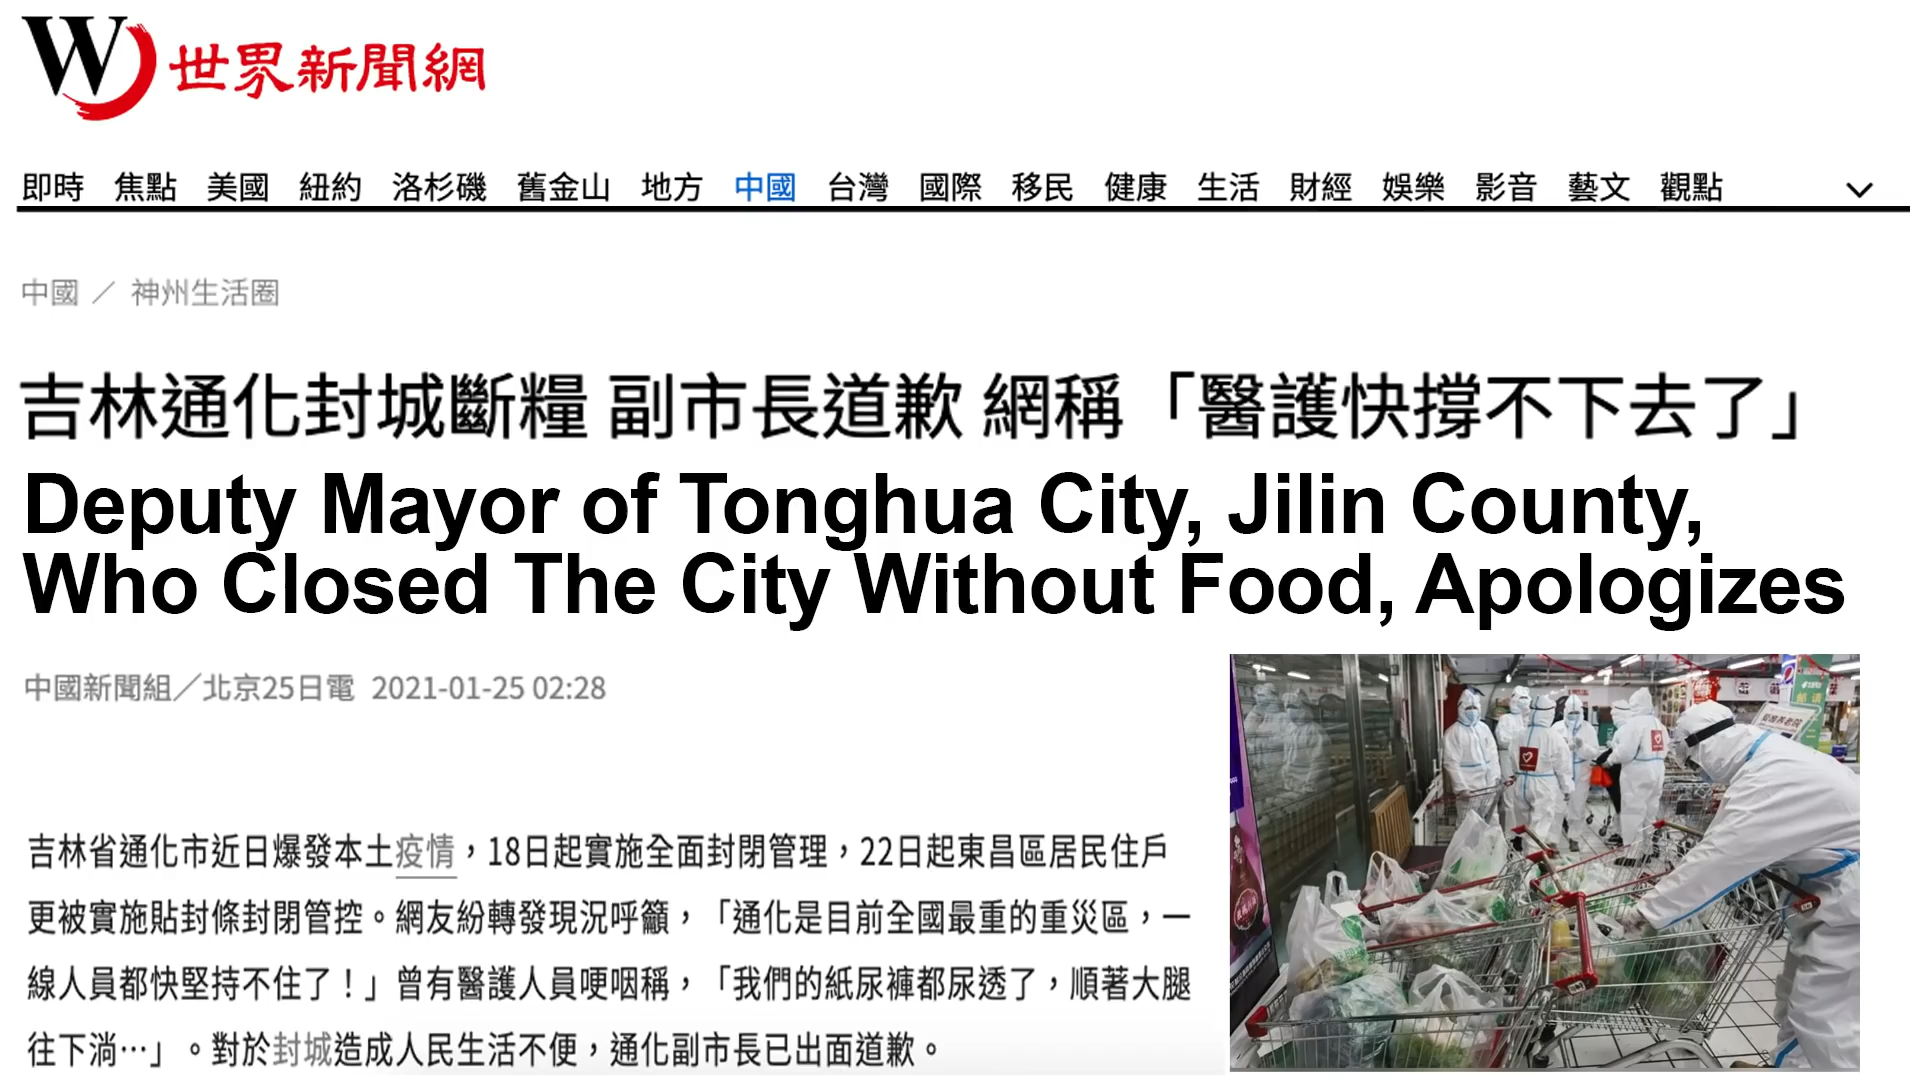 W 世界新聞網
即時 焦點 美國 紐約 洛杉磯 舊金山 地方 中國 台灣 國際 移民 健康 生活 財經 娛樂 影音 藝文 觀點
中國 ／ 神州生活圈
吉林通化封城斷糧 副市長道歉 網稱「醫護快撐不下去了」
Deputy Mayor of Tonghua City, Jilin County,
Who Closed The City Without Food, Apologizes
中國新聞組／北京25日電 2021-01-25 02:28
吉林省通化市近日爆發本土疫情，18日起實施全面封閉管理，22日起東昌區居民住戶
更被實施貼封條封閉管控。網友紛轉發現況呼籲，「通化是目前全國最重的重災區，一
線人員都快堅持不住了！」曾有醫護人員哽咽稱，「我們的紙尿褲都尿透了，順著大腿
往下淌…」。對於封城造成人民生活不便，通化副市長已出面道歉。